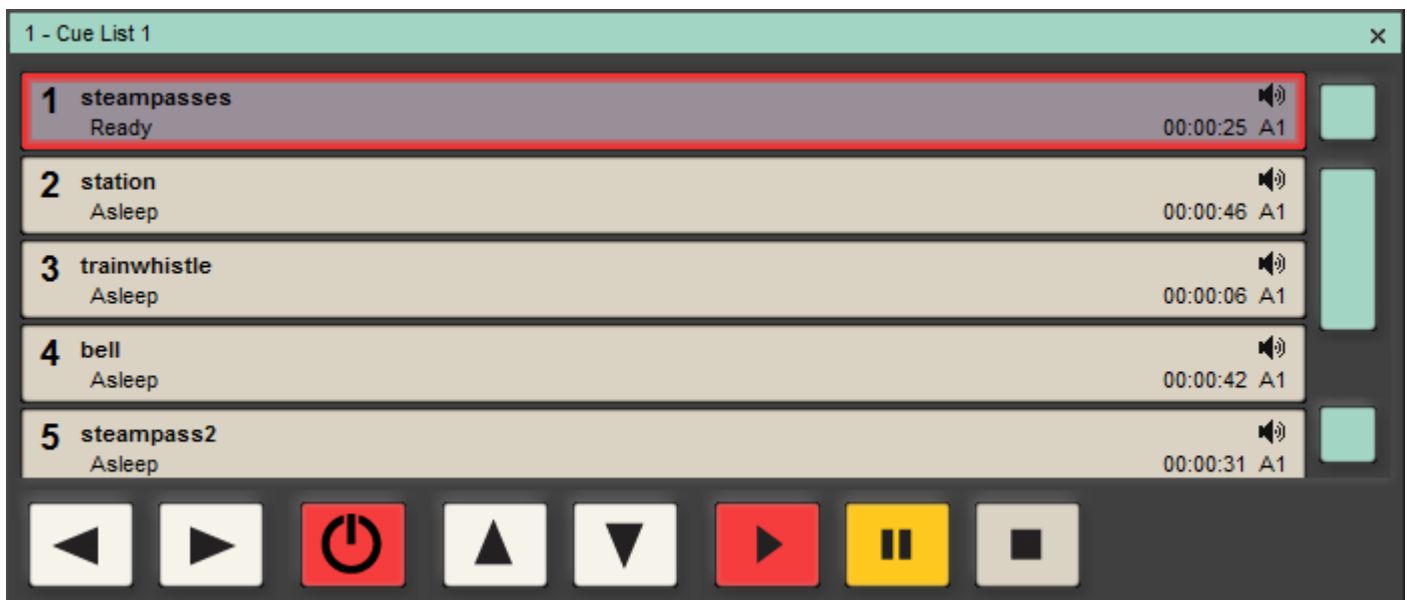 1 - Cue List 1
1 steampasses
Ready 00:00:25 A1
2 station
Asleep 00:00:46 A1
3 trainwhistle
Asleep 00:00:06 A1
4 bell
Asleep 00:00:42 A1
5 steampass2
Asleep 00:00:31 A1